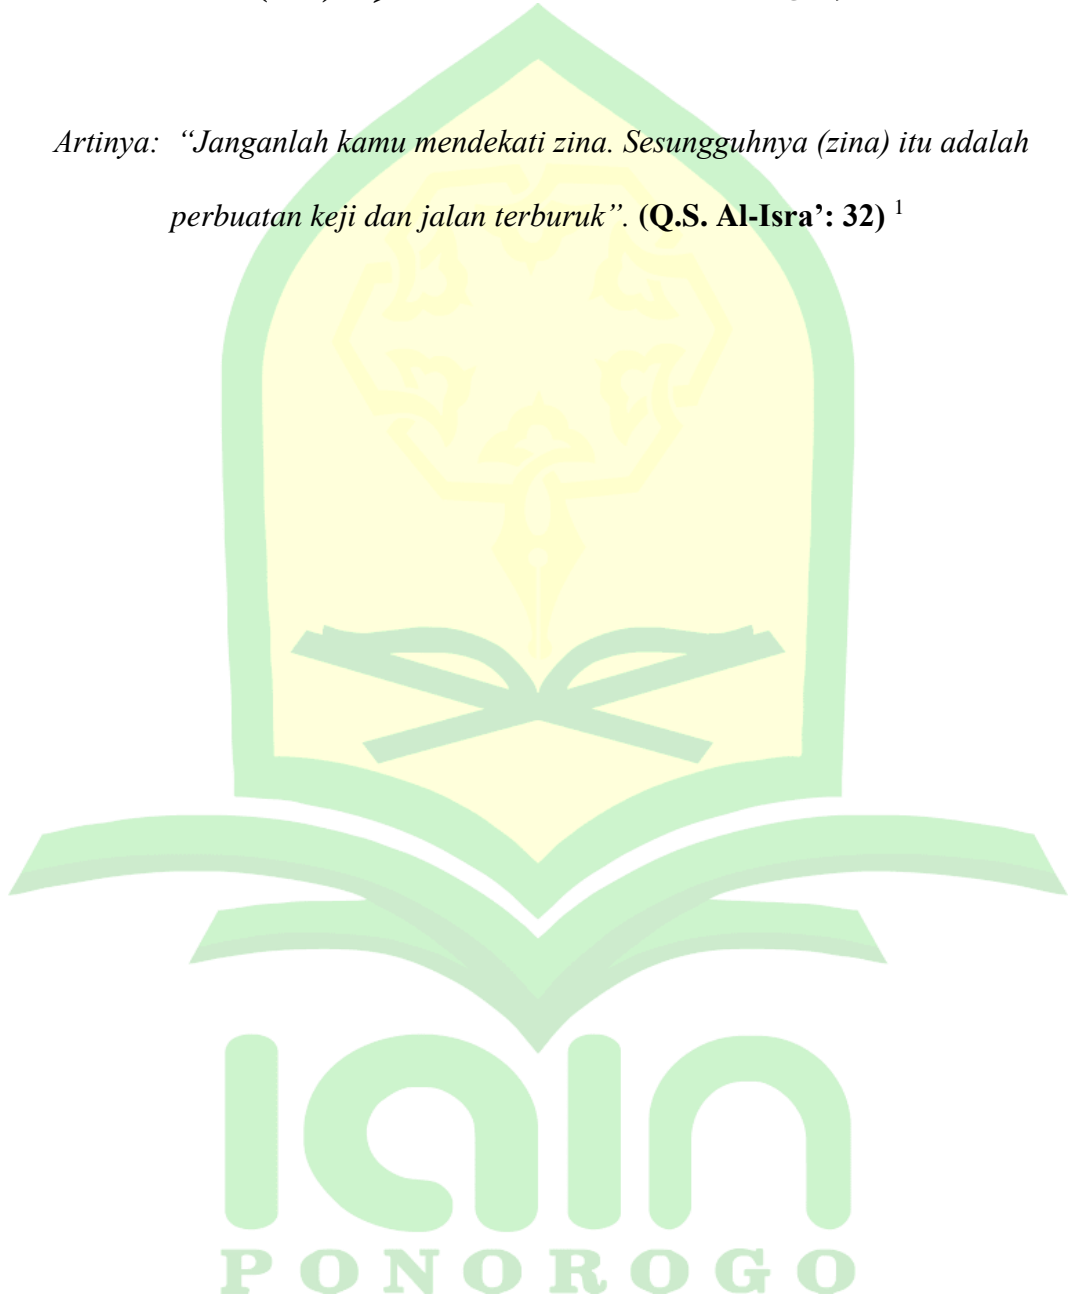 Artinya: “Janganlah kamu mendekati zina. Sesungguhnya (zina) itu adalah
perbuatan keji dan jalan terburuk”. (Q.S. Al-Isra’: 32) 1
iain
PONOROGO